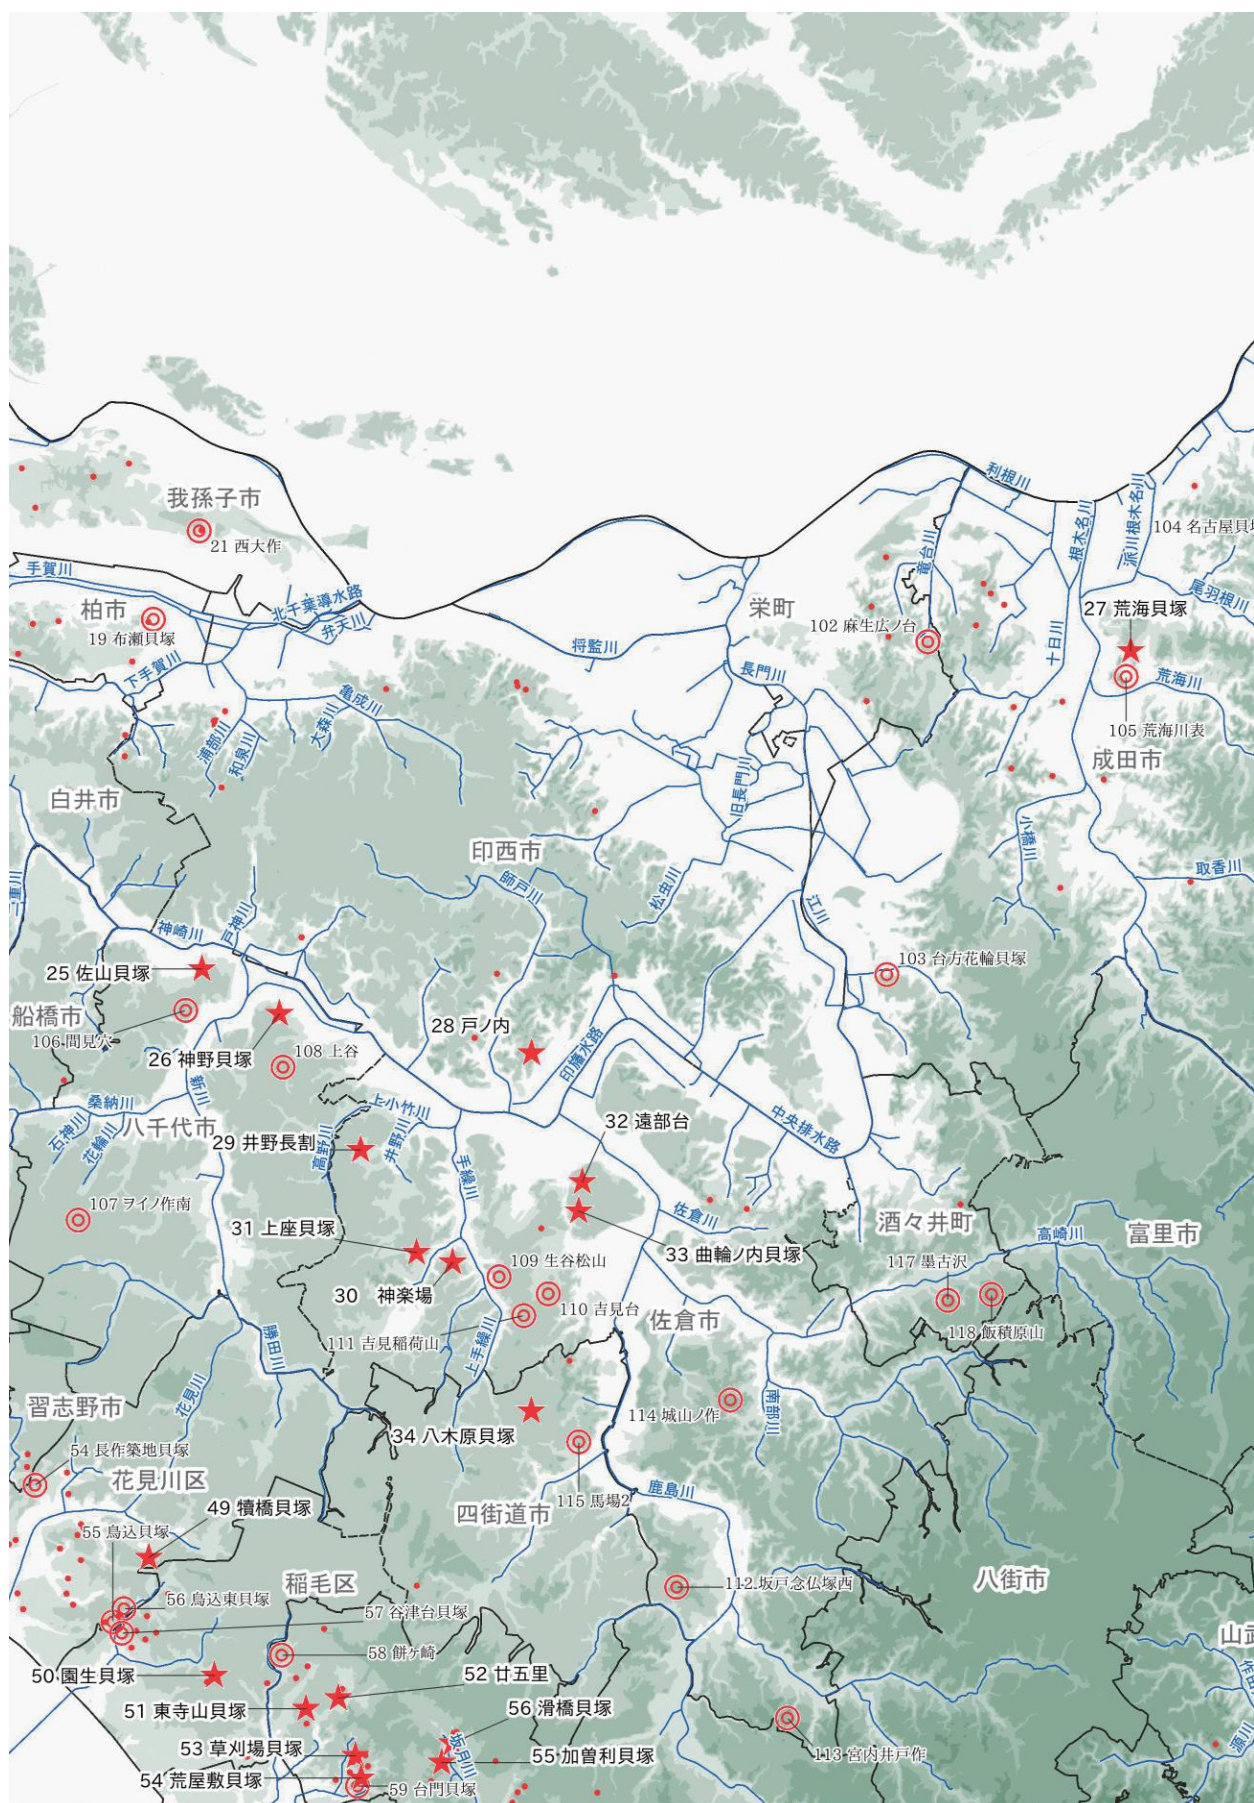 利根川
派川根木名川
根木名川
我孫子市
竜台川
104 名古屋貝塚
21 西大作
手賀川
尾羽根川
北千葉導水路
柏市
栄町
27 荒海貝塚
弁天川
102 麻生広ノ台
19 布瀬貝塚
将監川
十日川
長門川
下手賀川
荒海川
亀成川
大森川
浦部川
和泉川
105 荒海川表
成田市
白井市
旧長門川
小橋川
印西市
取香川
師戸川
松虫川
江川
戸神川
神崎川
25 佐山貝塚
103 台方花輪貝塚
船橋市
28 戸ノ内
106 間見穴
108 上谷
26 神野貝塚
印旛水路
新川
桑納川
上小竹川
中央排水路
石神川
花輪川
八千代市
32 遠部台
29 井野長割
高野川
井野川
手繰川
107 ヲイノ作南
佐倉川
酒々井町
31 上座貝塚
高崎川
富里市
33 曲輪ノ内貝塚
109 生谷松山
117 墨古沢
30 神楽場
110 吉見台
佐倉市
118 飯積原山
111 吉見稲荷山
勝田川
上手繰川
花見川
習志野市
南部川
114 城山ノ作
34 八木原貝塚
54 長作築地貝塚
花見川区
鹿島川
115 馬場2
49 犢橋貝塚
四街道市
55 鳥込貝塚
稲毛区
八街市
112 坂戸念仏塚西
56 鳥込東貝塚
57 谷津台貝塚
58 餅ヶ崎
50 園生貝塚
52 廿五里
51 東寺山貝塚
56 滑橋貝塚
坂月川
53 草刈場貝塚
55 加曽利貝塚
113 宮内井戸作
54 荒屋敷貝塚
59 台門貝塚
源川